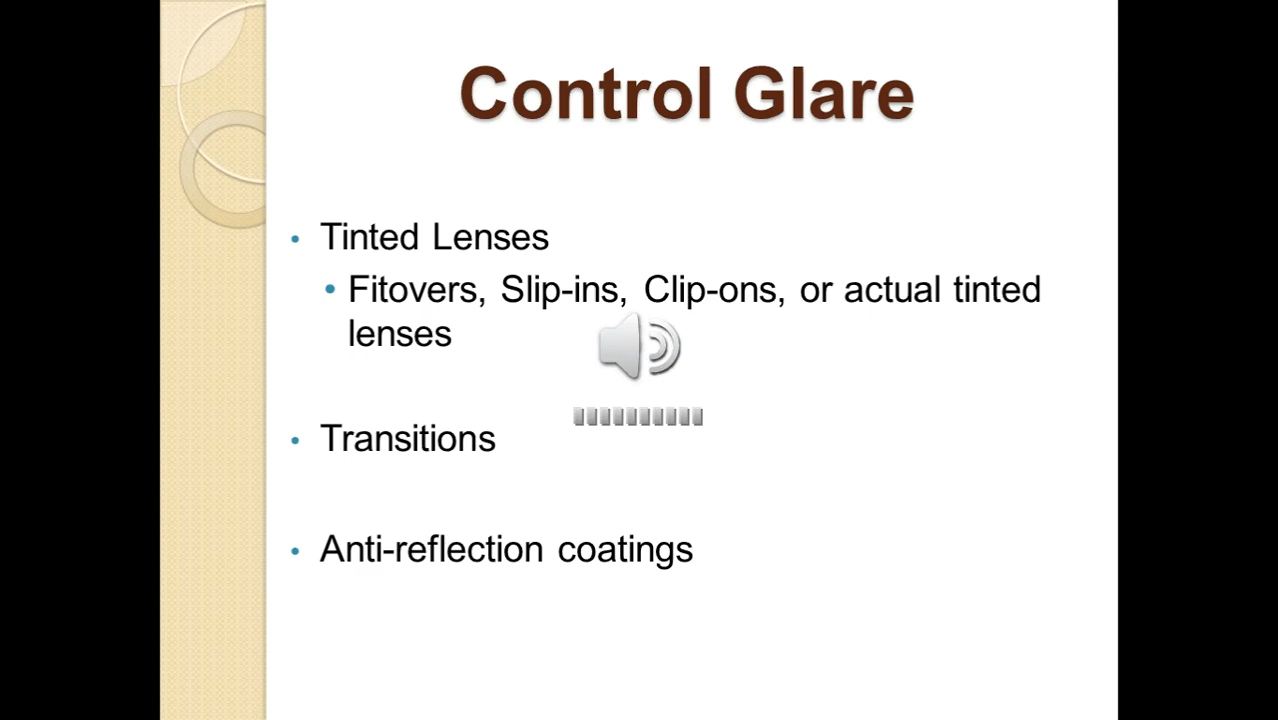 Control Glare
• Tinted Lenses
• Fitovers, Slip-ins, Clip-ons, or actual tinted
lenses
• Transitions
• Anti-reflection coatings